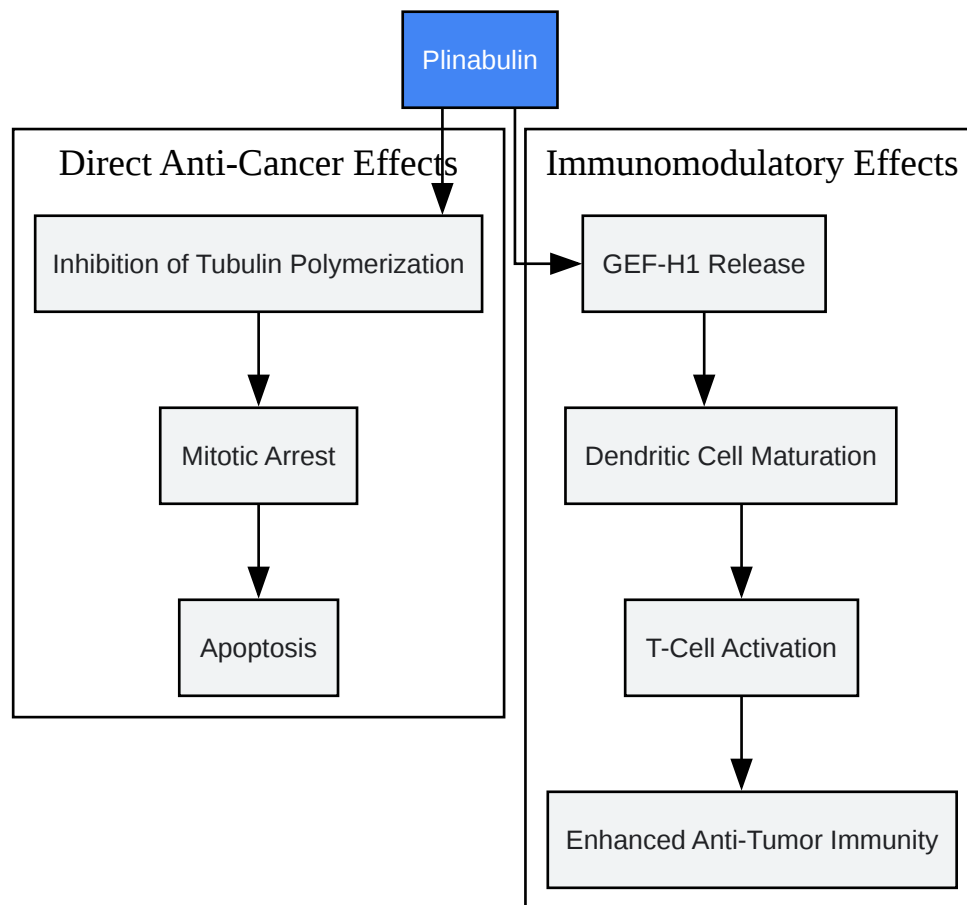 Plinabulin
Direct Anti-Cancer Effects
Inhibition of Tubulin Polymerization
Mitotic Arrest
Apoptosis
Immunomodulatory Effects
GEF-H1 Release
Dendritic Cell Maturation
T-Cell Activation
Enhanced Anti-Tumor Immunity